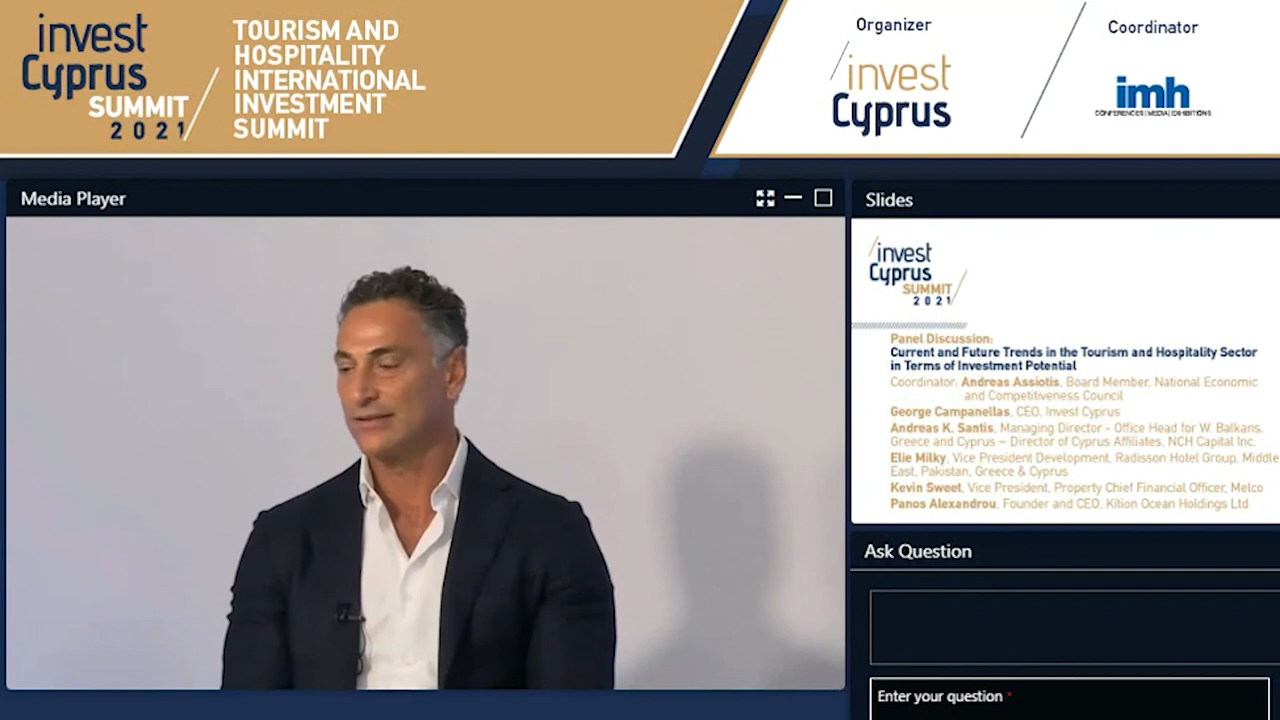 invest
Cyprus
SUMMIT
2021
TOURISM AND
HOSPITALITY
INTERNATIONAL
INVESTMENT
SUMMIT
Organizer
invest
Cyprus
Coordinator
imh
CONFERENCES | MEDIA | EXHIBITIONS
Media Player
Slides
invest
Cyprus
SUMMIT
2021
Panel Discussion:
Current and Future Trends in the Tourism and Hospitality Sector
in Terms of Investment Potential
Coordinator: Andreas Assiotis, Board Member, National Economic
and Competitiveness Council
George Campanellas, CEO, Invest Cyprus
Andreas K. Santis, Managing Director - Office Head for W. Balkans,
Greece and Cyprus – Director of Cyprus Affiliates, NCH Capital Inc.
Elie Milky, Vice President Development, Radisson Hotel Group, Middle
East, Pakistan, Greece & Cyprus
Kevin Sweet, Vice President, Property Chief Financial Officer, Melco
Panos Alexandrou, Founder and CEO, Kition Ocean Holdings Ltd
Ask Question
Enter your question *